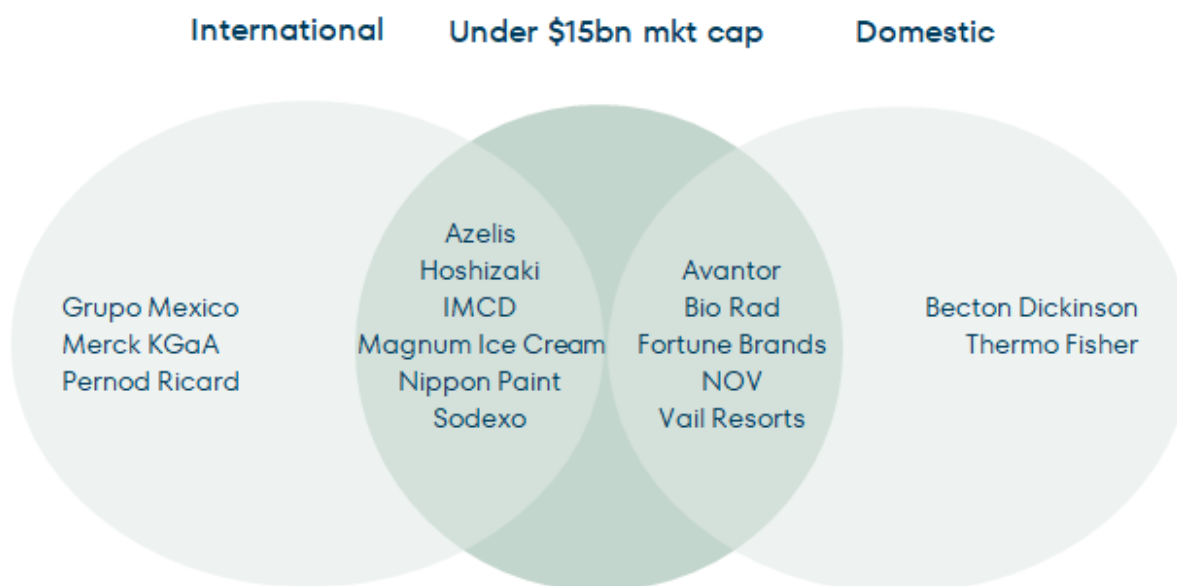 International
Under $15bn mkt cap
Domestic
Grupo Mexico
Merck KGaA
Pernod Ricard
Azelis
Hoshizaki
IMCD
Magnum Ice Cream
Nippon Paint
Sodexo
Avantor
Bio Rad
Fortune Brands
NOV
Vail Resorts
Becton Dickinson
Thermo Fisher